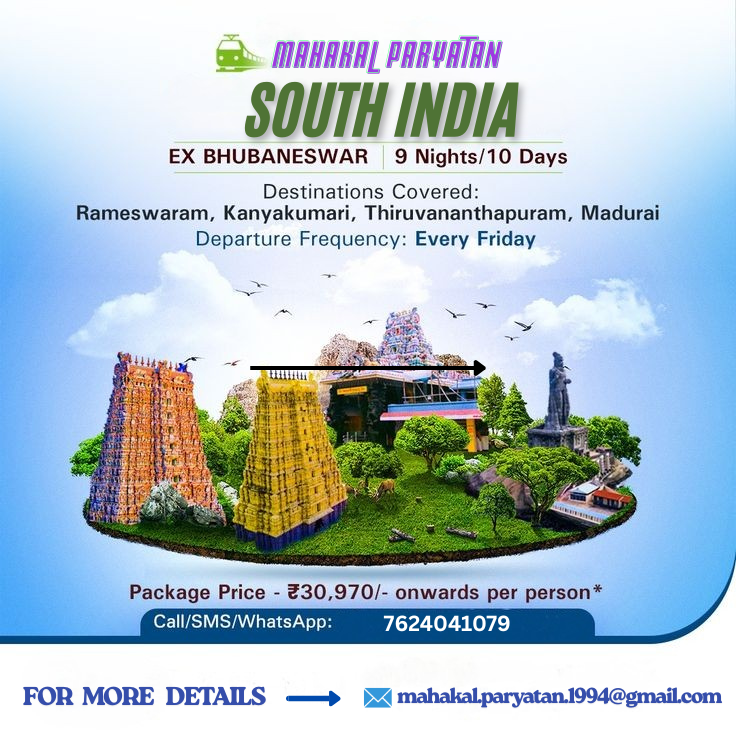 MAHAKAL PARYATAN
SOUTH INDIA
EX BHUBANESWAR | 9 Nights/10 Days
Destinations Covered:
Rameswaram, Kanyakumari, Thiruvananthapuram, Madurai
Departure Frequency: Every Friday
Package Price - ₹30,970/- onwards per person*
Call/SMS/WhatsApp: 7624041079
FOR MORE DETAILS mahakal.paryatan.1994@gmail.com